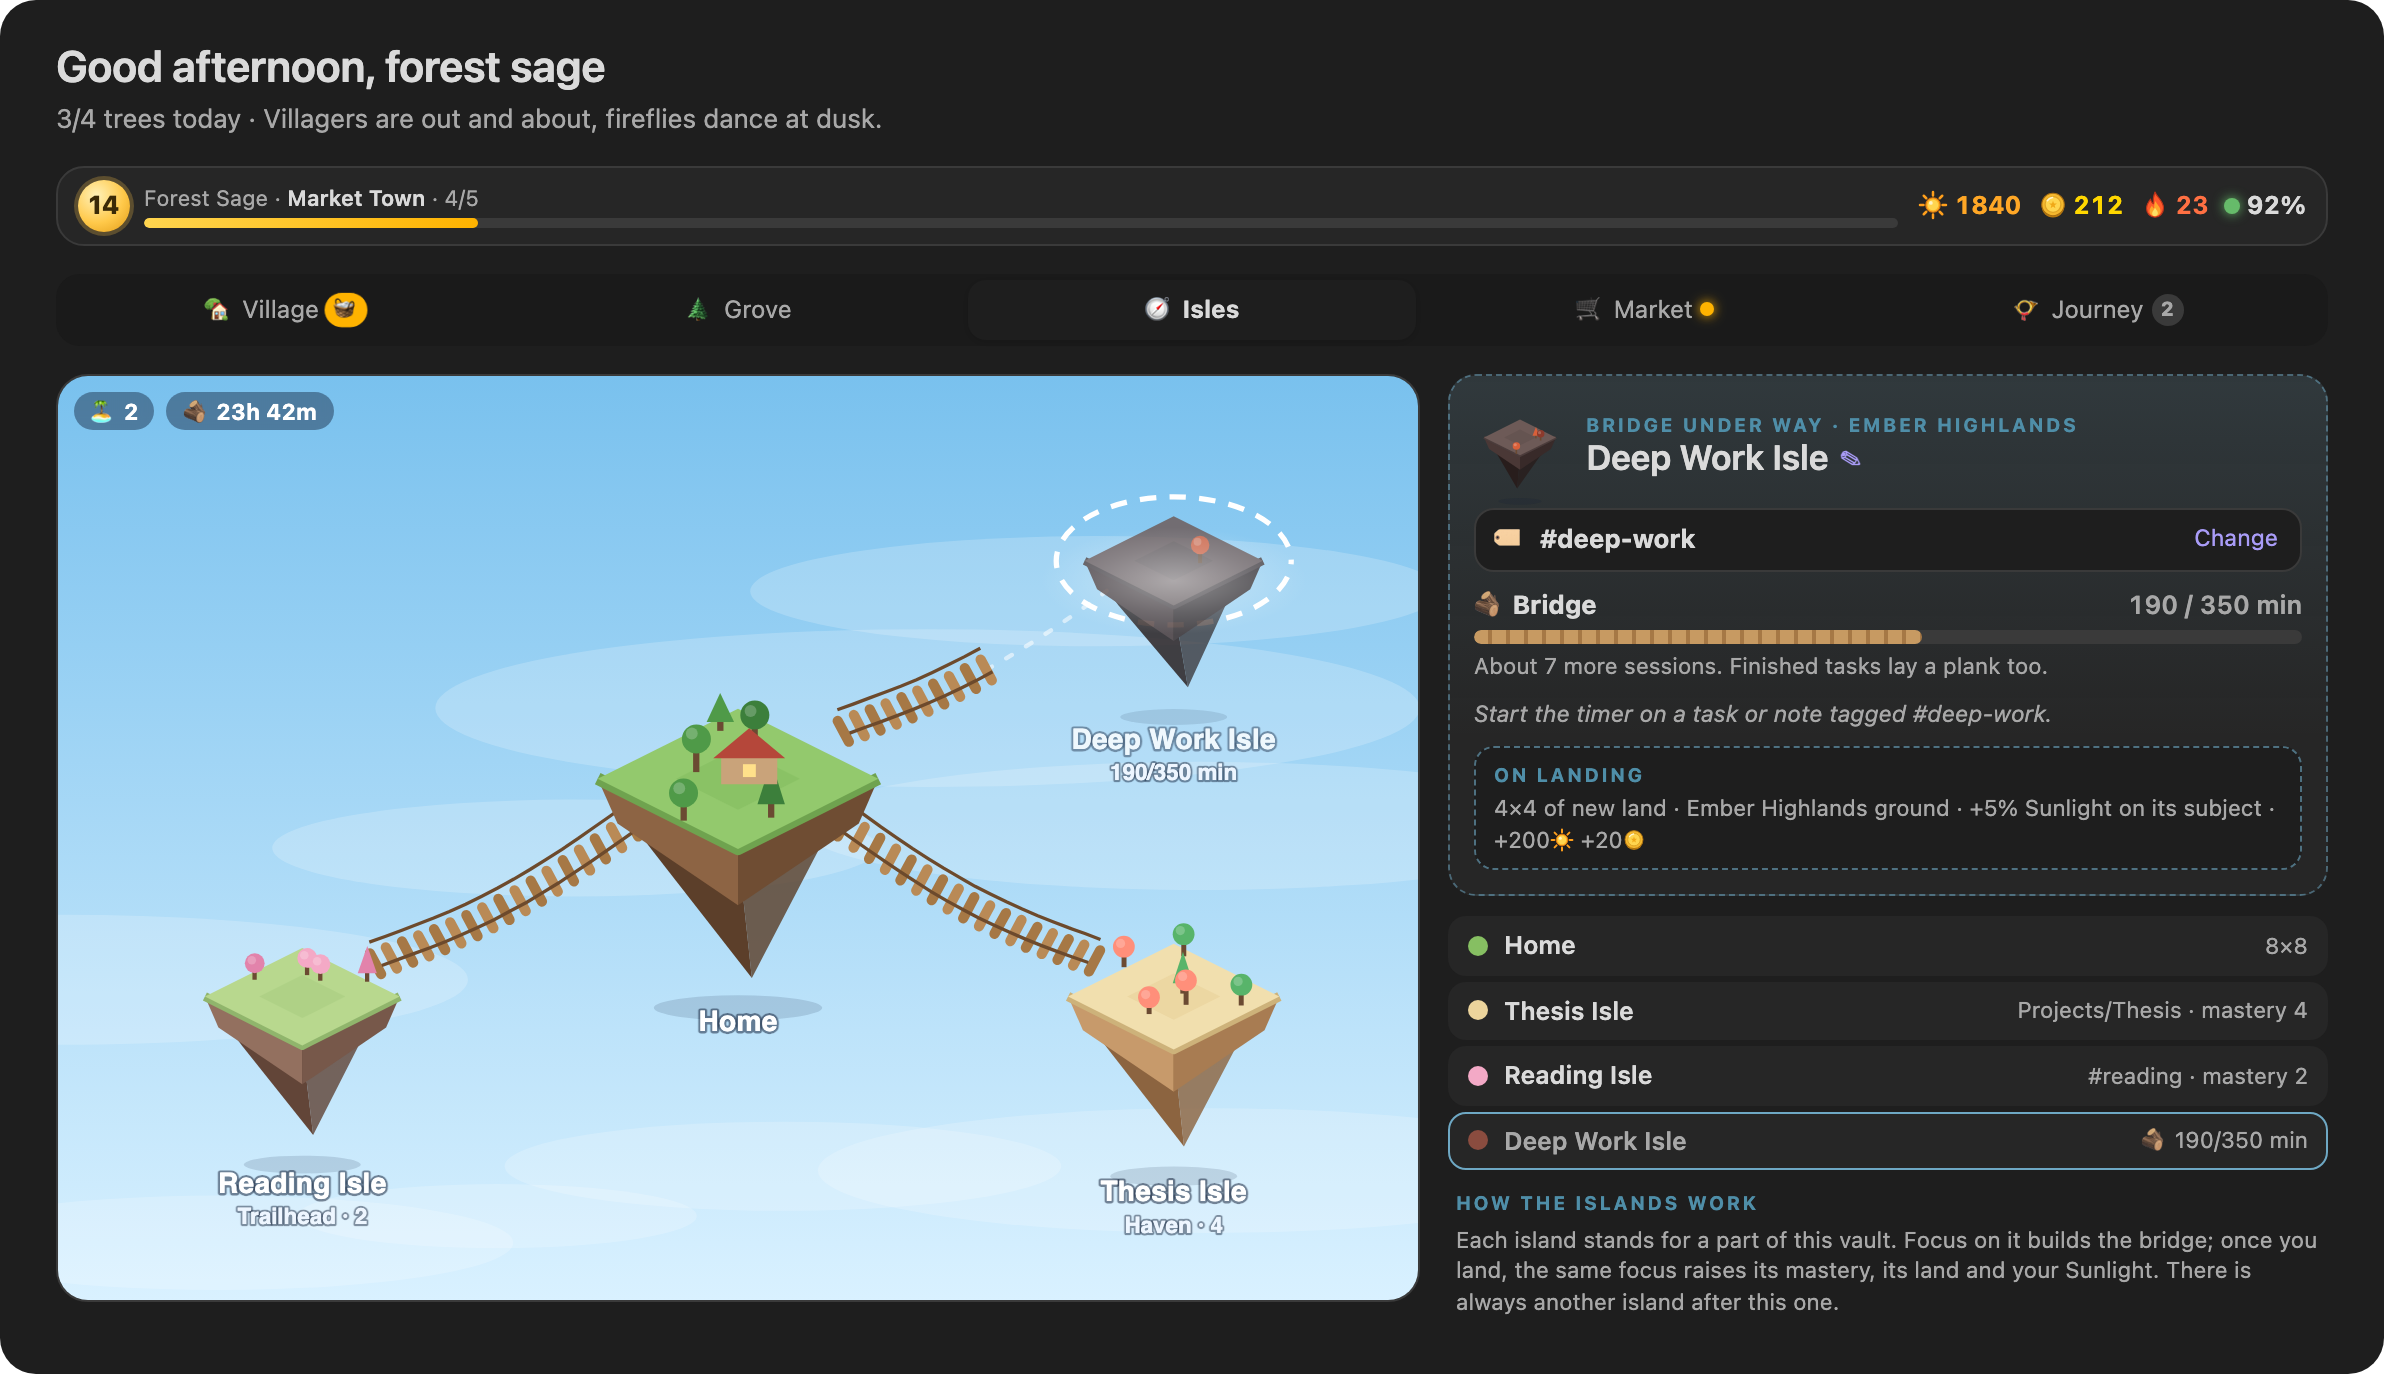 Good afternoon, forest sage
3/4 trees today · Villagers are out and about, fireflies dance at dusk.
14
Forest Sage · Market Town · 4/5
1840
212
23
92%
Village
Grove
Isles
Market
Journey 2
2
23h 42m
Deep Work Isle
190/350 min
Home
Reading Isle
Trailhead · 2
Thesis Isle
Haven · 4
BRIDGE UNDER WAY · EMBER HIGHLANDS
Deep Work Isle
#deep-work
Change
Bridge
190 / 350 min
About 7 more sessions. Finished tasks lay a plank too.
Start the timer on a task or note tagged #deep-work.
ON LANDING
4×4 of new land · Ember Highlands ground · +5% Sunlight on its subject ·
+200☀️ +20🪙
Home
8×8
Thesis Isle
Projects/Thesis · mastery 4
Reading Isle
#reading · mastery 2
Deep Work Isle
190/350 min
HOW THE ISLANDS WORK
Each island stands for a part of this vault. Focus on it builds the bridge; once you
land, the same focus raises its mastery, its land and your Sunlight. There is
always another island after this one.